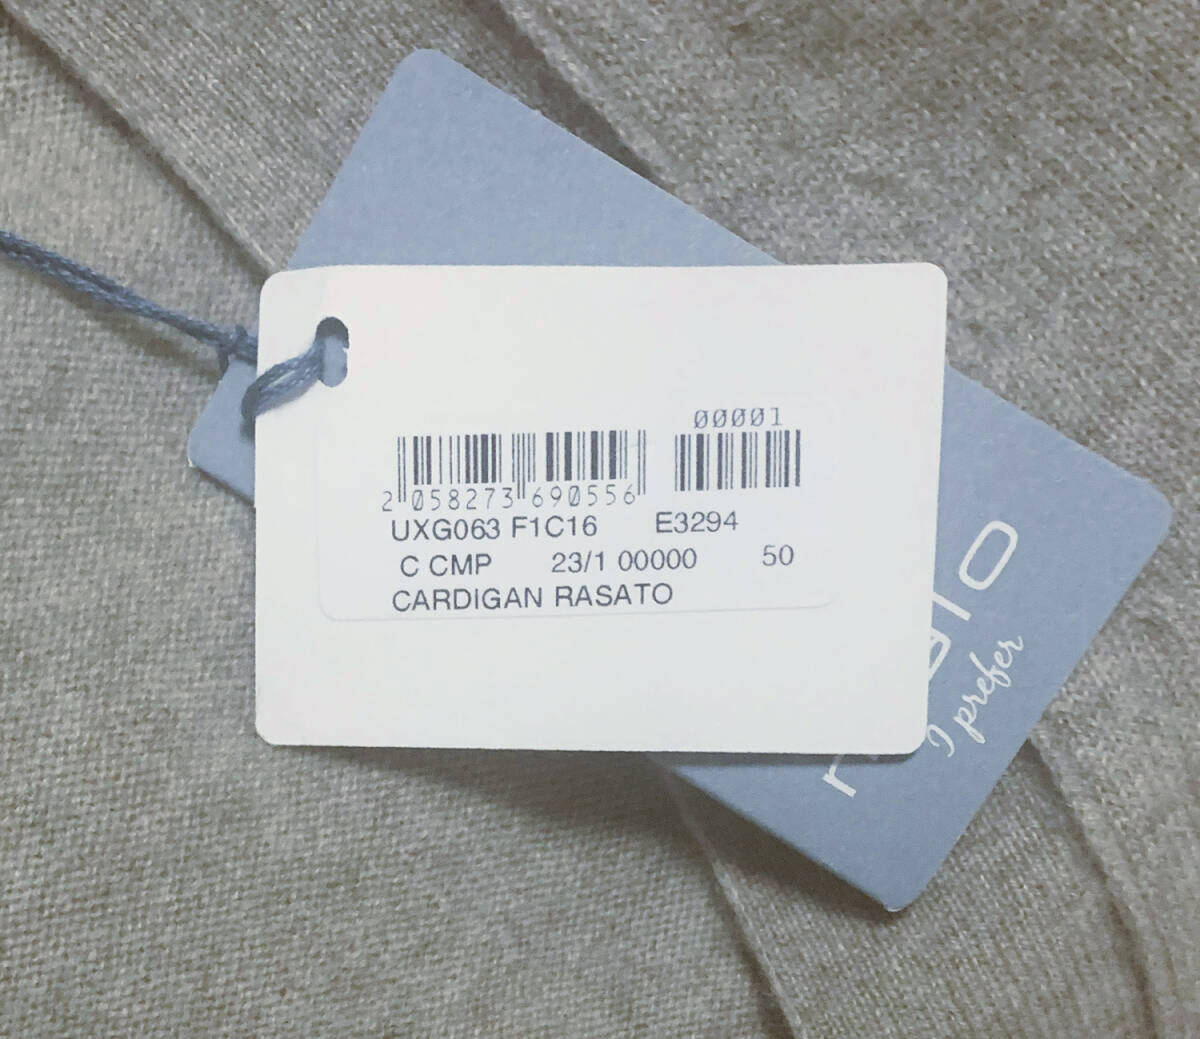 00001
2 058273 690556
UXG063 F1C16 E3294
C CMP 23/1 00000 50
CARDIGAN RASATO
I prefer